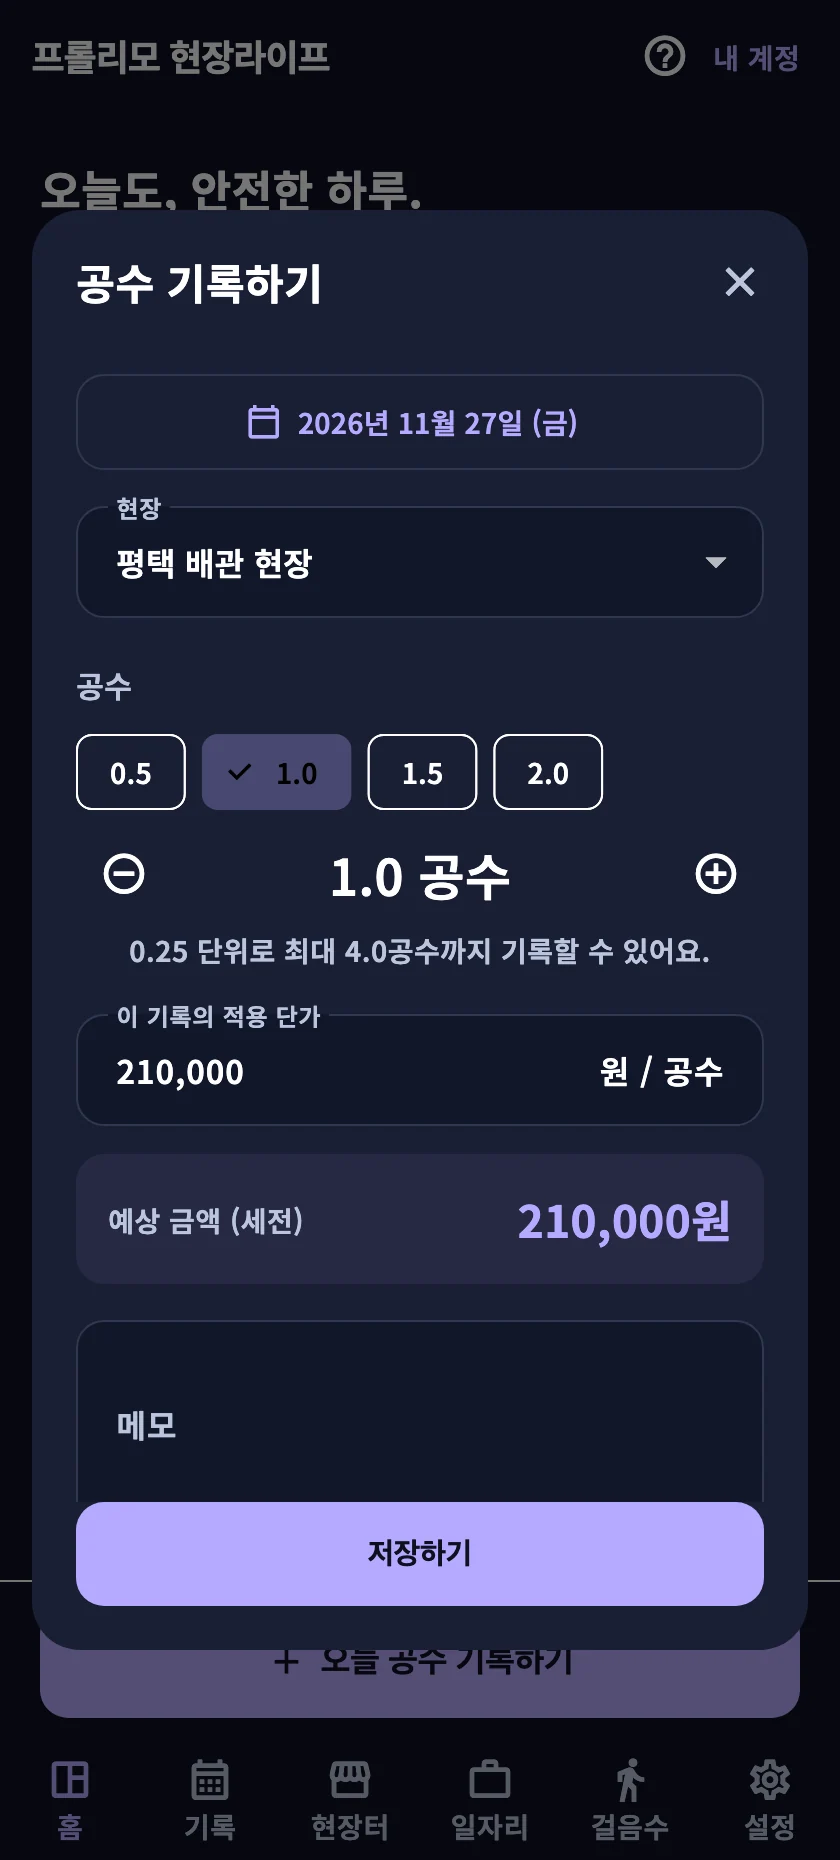 프롤리모 현장라이프
내 계정
오늘도, 안전한 하루.
공수 기록하기
2026년 11월 27일 (금)
현장
평택 배관 현장
공수
0.5
1.0
1.5
2.0
1.0 공수
0.25 단위로 최대 4.0공수까지 기록할 수 있어요.
이 기록의 적용 단가
210,000 원 / 공수
예상 금액 (세전) 210,000원
메모
저장하기
+ 오늘 공수 기록하기
홈
기록
현장터
일자리
걸음수
설정